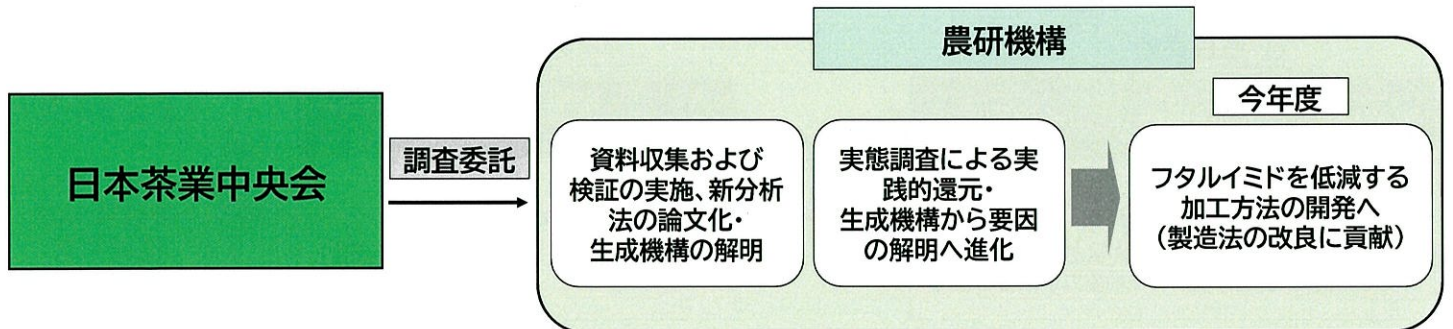 農研機構
今年度
日本茶業中央会
調査委託
資料収集および
検証の実施、新分析
法の論文化・
生成機構の解明
実態調査による実
践的還元・
生成機構から要因
の解明へ進化
フタルイミドを低減する
加工方法の開発へ
（製造法の改良に貢献）